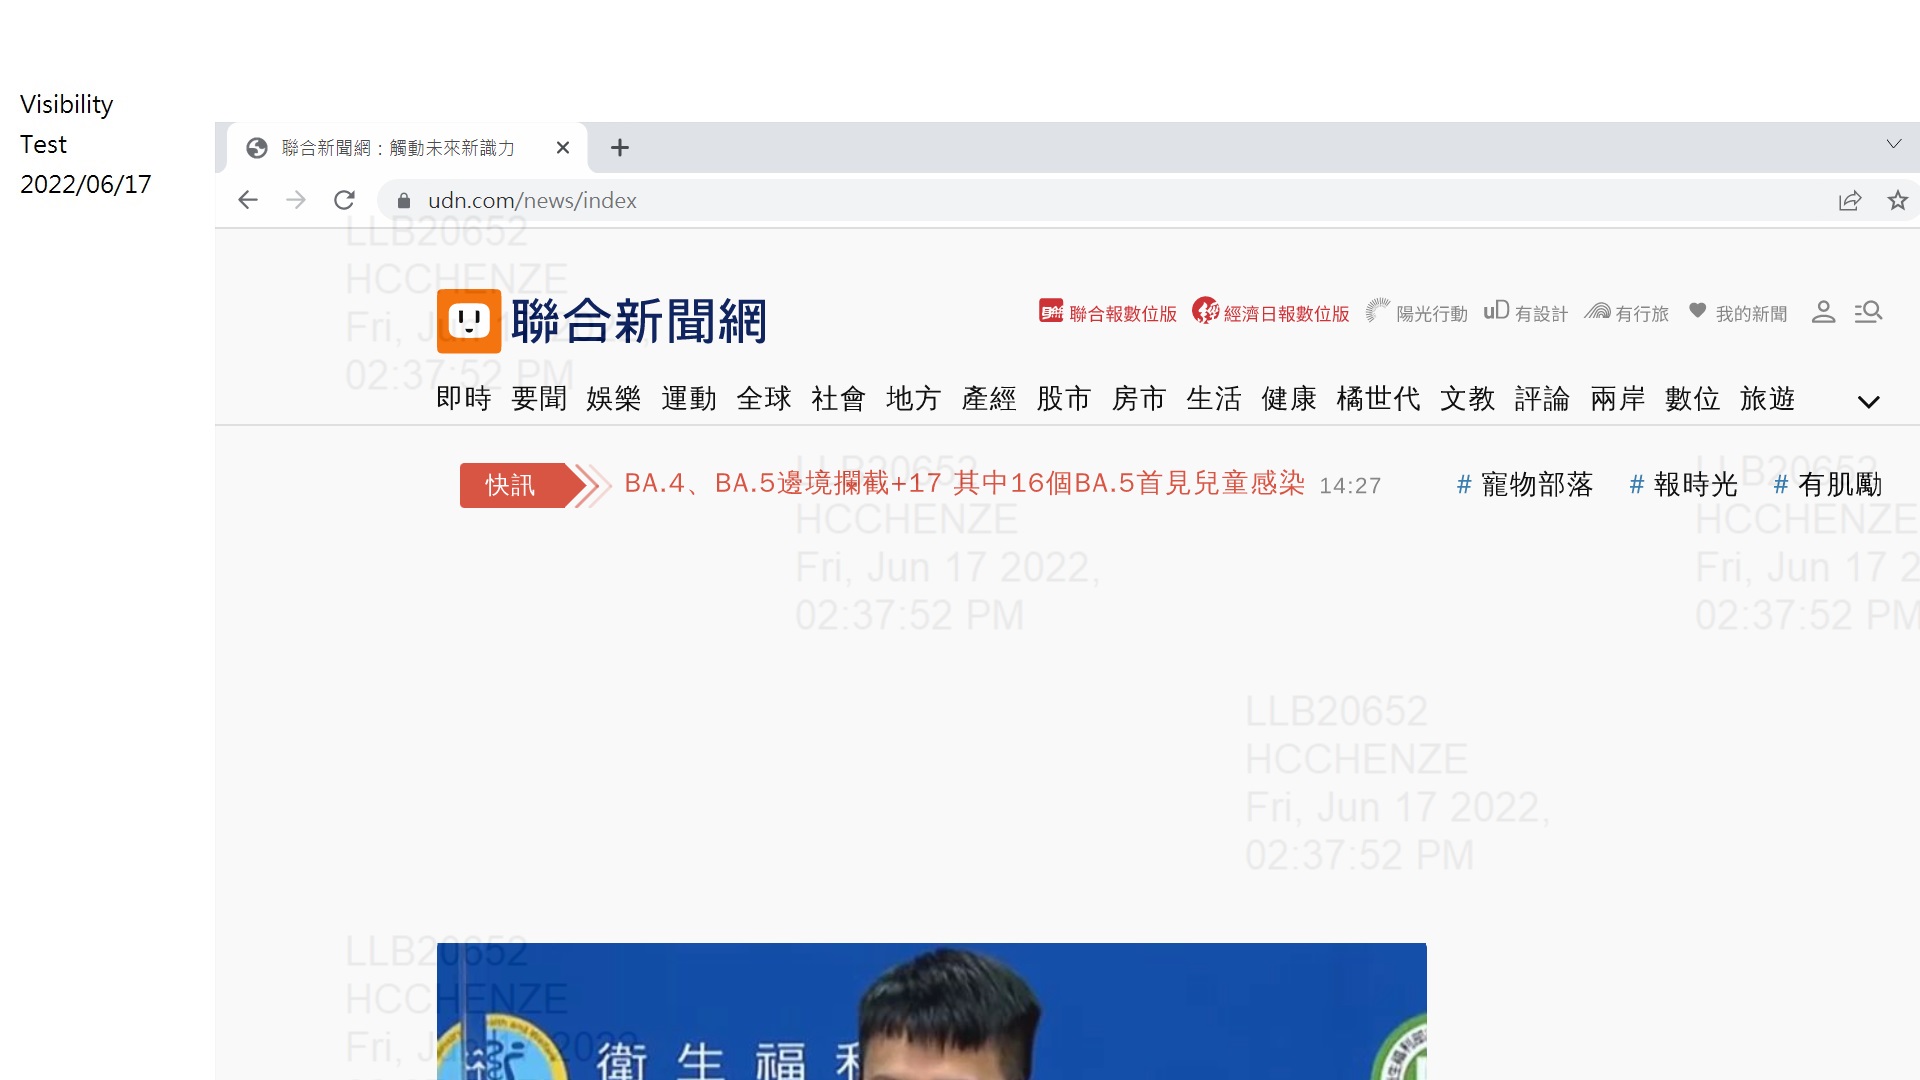 Visibility
Test
2022/06/17
聯合新聞網：觸動未來新識力
udn.com/news/index
LLB20652
HCCHENZE
Fri, Jun 17 2022,
02:37:52 PM
聯合新聞網
聯合報數位版 經濟日報數位版 陽光行動 uD 有設計 有行旅 我的新聞
即時 要聞 娛樂 運動 全球 社會 地方 產經 股市 房市 生活 健康 橘世代 文教 評論 兩岸 數位 旅遊
快訊 BA.4、BA.5邊境攔截+17 其中16個BA.5首見兒童感染 14:27 # 寵物部落 # 報時光 # 有肌勵
LLB20652
HCCHENZE
Fri, Jun 17 2022,
02:37:52 PM
LLB20652
HCCHENZE
Fri, Jun 17 2
02:37:52 PM
LLB20652
HCCHENZE
Fri, Jun 17 2022,
02:37:52 PM
LLB20652
HCCHENZE
Fri, Jun 17 2022
衛生福利